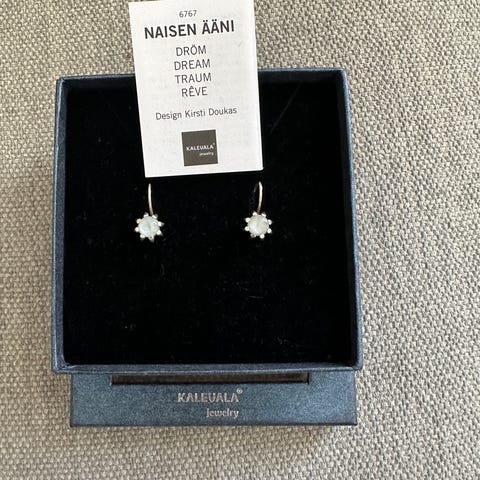 6767
NAISEN ÄÄNI
DRÖM
DREAM
TRAUM
RÊVE
Design Kirsti Doukas
KALEVALA®
jewelry
KALEVALA®
jewelry